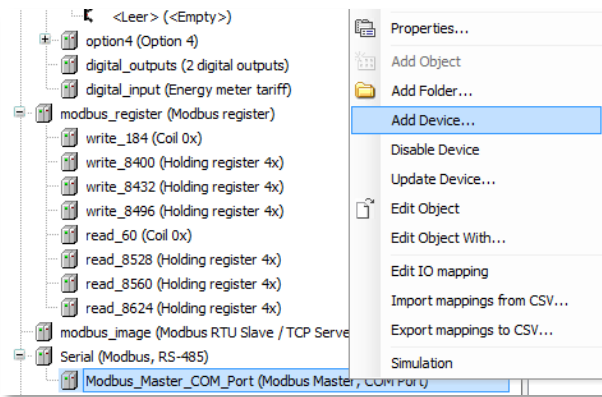 <Leer> (<Empty>)
option4 (Option 4)
digital_outputs (2 digital outputs)
digital_input (Energy meter tariff)
modbus_register (Modbus register)
write_184 (Coil 0x)
write_8400 (Holding register 4x)
write_8432 (Holding register 4x)
write_8496 (Holding register 4x)
read_60 (Coil 0x)
read_8528 (Holding register 4x)
read_8560 (Holding register 4x)
read_8624 (Holding register 4x)
modbus_image (Modbus RTU Slave / TCP Serve
Serial (Modbus, RS-485)
Modbus_Master_COM_Port (Modbus Master, COM Port)
Properties...
Add Object
Add Folder...
Add Device...
Disable Device
Update Device...
Edit Object
Edit Object With...
Edit IO mapping
Import mappings from CSV...
Export mappings to CSV...
Simulation